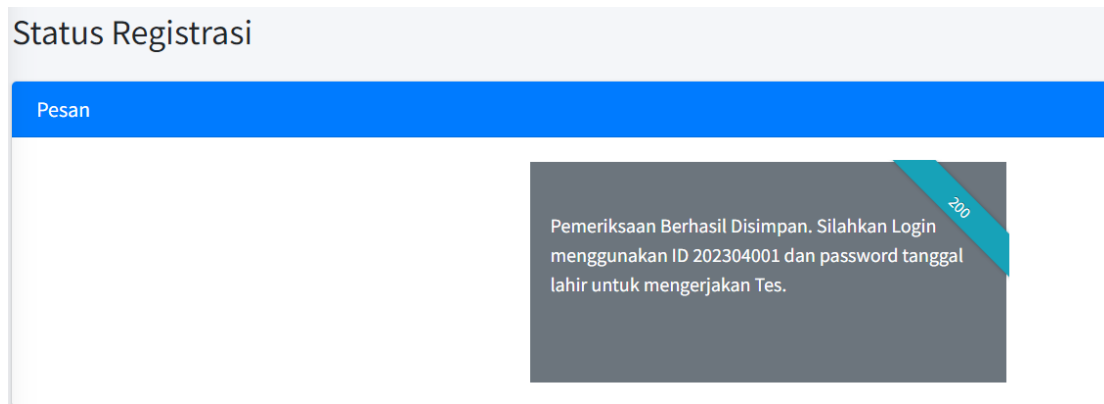 Status Registrasi
Pesan
200
Pemeriksaan Berhasil Disimpan. Silahkan Login
menggunakan ID 202304001 dan password tanggal
lahir untuk mengerjakan Tes.